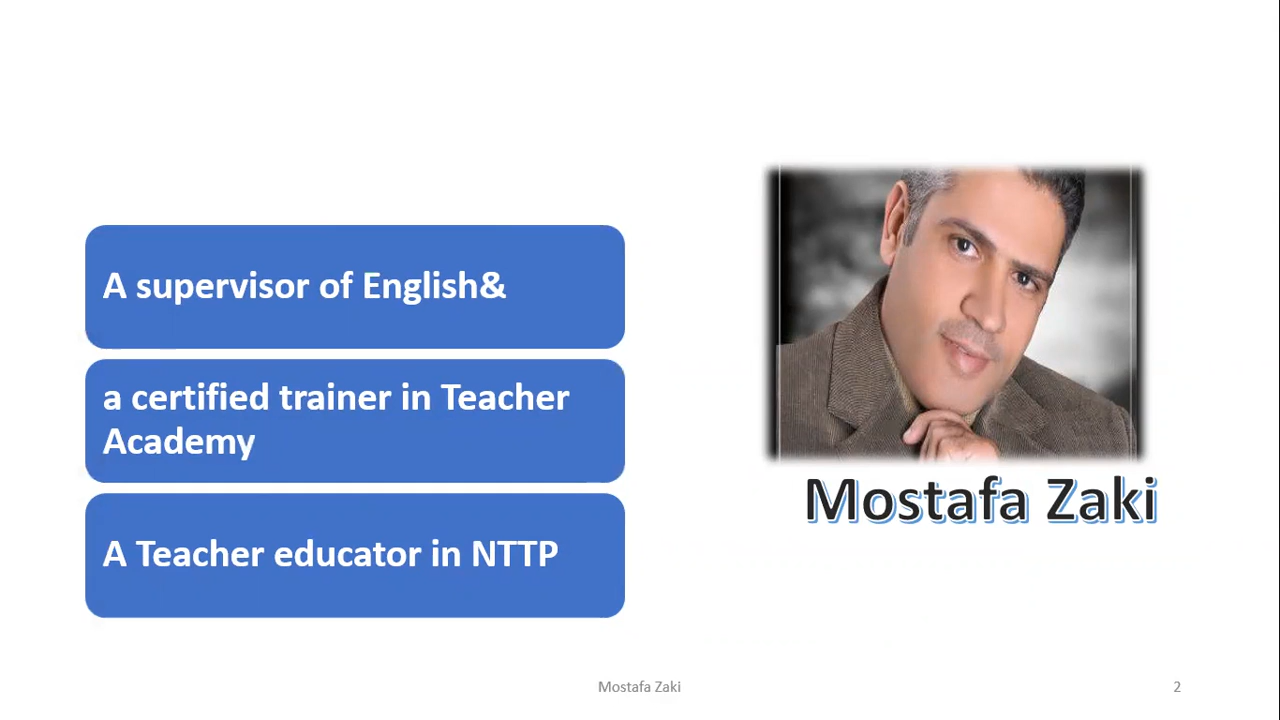 A supervisor of English&
a certified trainer in Teacher
Academy
A Teacher educator in NTTP
Mostafa Zaki
Mostafa Zaki
2